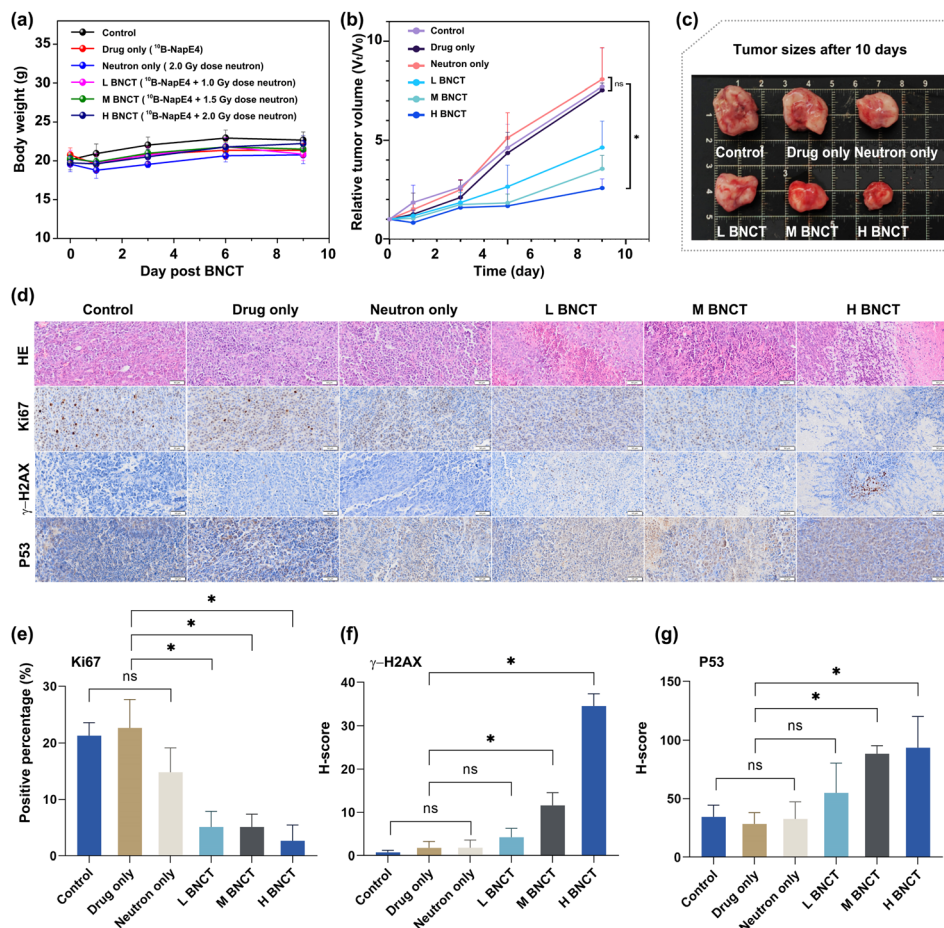 (a)
Body weight (g)
35
30
25
20
15
10
Control
Drug only ( ¹⁰B-NapE4)
Neutron only ( 2.0 Gy dose neutron)
L BNCT (¹⁰B-NapE4 + 1.0 Gy dose neutron)
M BNCT (¹⁰B-NapE4 + 1.5 Gy dose neutron)
H BNCT ( ¹⁰B-NapE4 + 2.0 Gy dose neutron)
0 2 4 6 8 10
Day post BNCT
(b)
Relative tumor volume (Vt/V₀)
10
5
0
Control
Drug only
Neutron only
L BNCT
M BNCT
H BNCT
ns
*
0 2 4 6 8 10
Time (day)
(c)
Tumor sizes after 10 days
Control Drug only Neutron only
L BNCT M BNCT H BNCT
(d)
Control Drug only Neutron only L BNCT M BNCT H BNCT
HE
Ki67
γ-H2AX
P53
(e)
Ki67
Positive percentage (%)
30
20
10
0
ns
*
*
*
Control
Drug only
Neutron only
L BNCT
M BNCT
H BNCT
(f)
γ-H2AX
H-score
40
30
20
10
0
ns
ns
*
*
Control
Drug only
Neutron only
L BNCT
M BNCT
H BNCT
(g)
P53
H-score
150
100
50
0
ns
ns
*
*
Control
Drug only
Neutron only
L BNCT
M BNCT
H BNCT